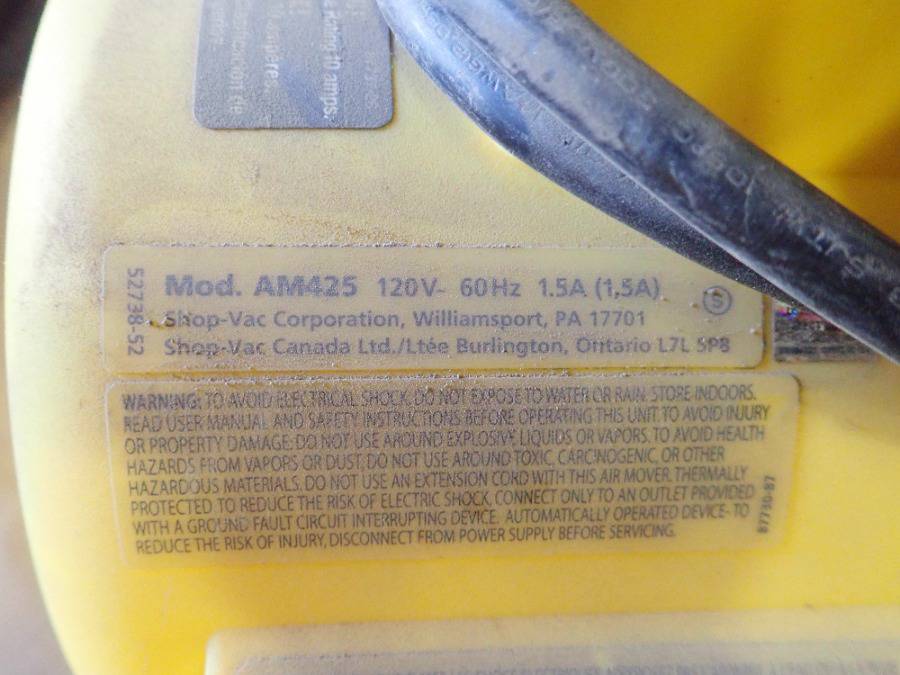 rating 10 amps.
amperes.
Mod. AM425 120V~ 60Hz 1.5A (1,5A)
S
Shop-Vac Corporation, Williamsport, PA 17701
Shop-Vac Canada Ltd./Ltée Burlington, Ontario L7L 5P8
52738-52
WARNING: TO AVOID ELECTRICAL SHOCK, DO NOT EXPOSE TO WATER OR RAIN. STORE INDOORS.
READ USER MANUAL AND SAFETY INSTRUCTIONS BEFORE OPERATING THIS UNIT. TO AVOID INJURY
OR PROPERTY DAMAGE: DO NOT USE AROUND EXPLOSIVE LIQUIDS OR VAPORS. TO AVOID HEALTH
HAZARDS FROM VAPORS OR DUST, DO NOT USE AROUND TOXIC, CARCINOGENIC, OR OTHER
HAZARDOUS MATERIALS. DO NOT USE AN EXTENSION CORD WITH THIS AIR MOVER. THERMALLY
PROTECTED TO REDUCE THE RISK OF ELECTRIC SHOCK, CONNECT ONLY TO AN OUTLET PROVIDED
WITH A GROUND FAULT CIRCUIT INTERRUPTING DEVICE. AUTOMATICALLY OPERATED DEVICE- TO
REDUCE THE RISK OF INJURY, DISCONNECT FROM POWER SUPPLY BEFORE SERVICING.
87750-87